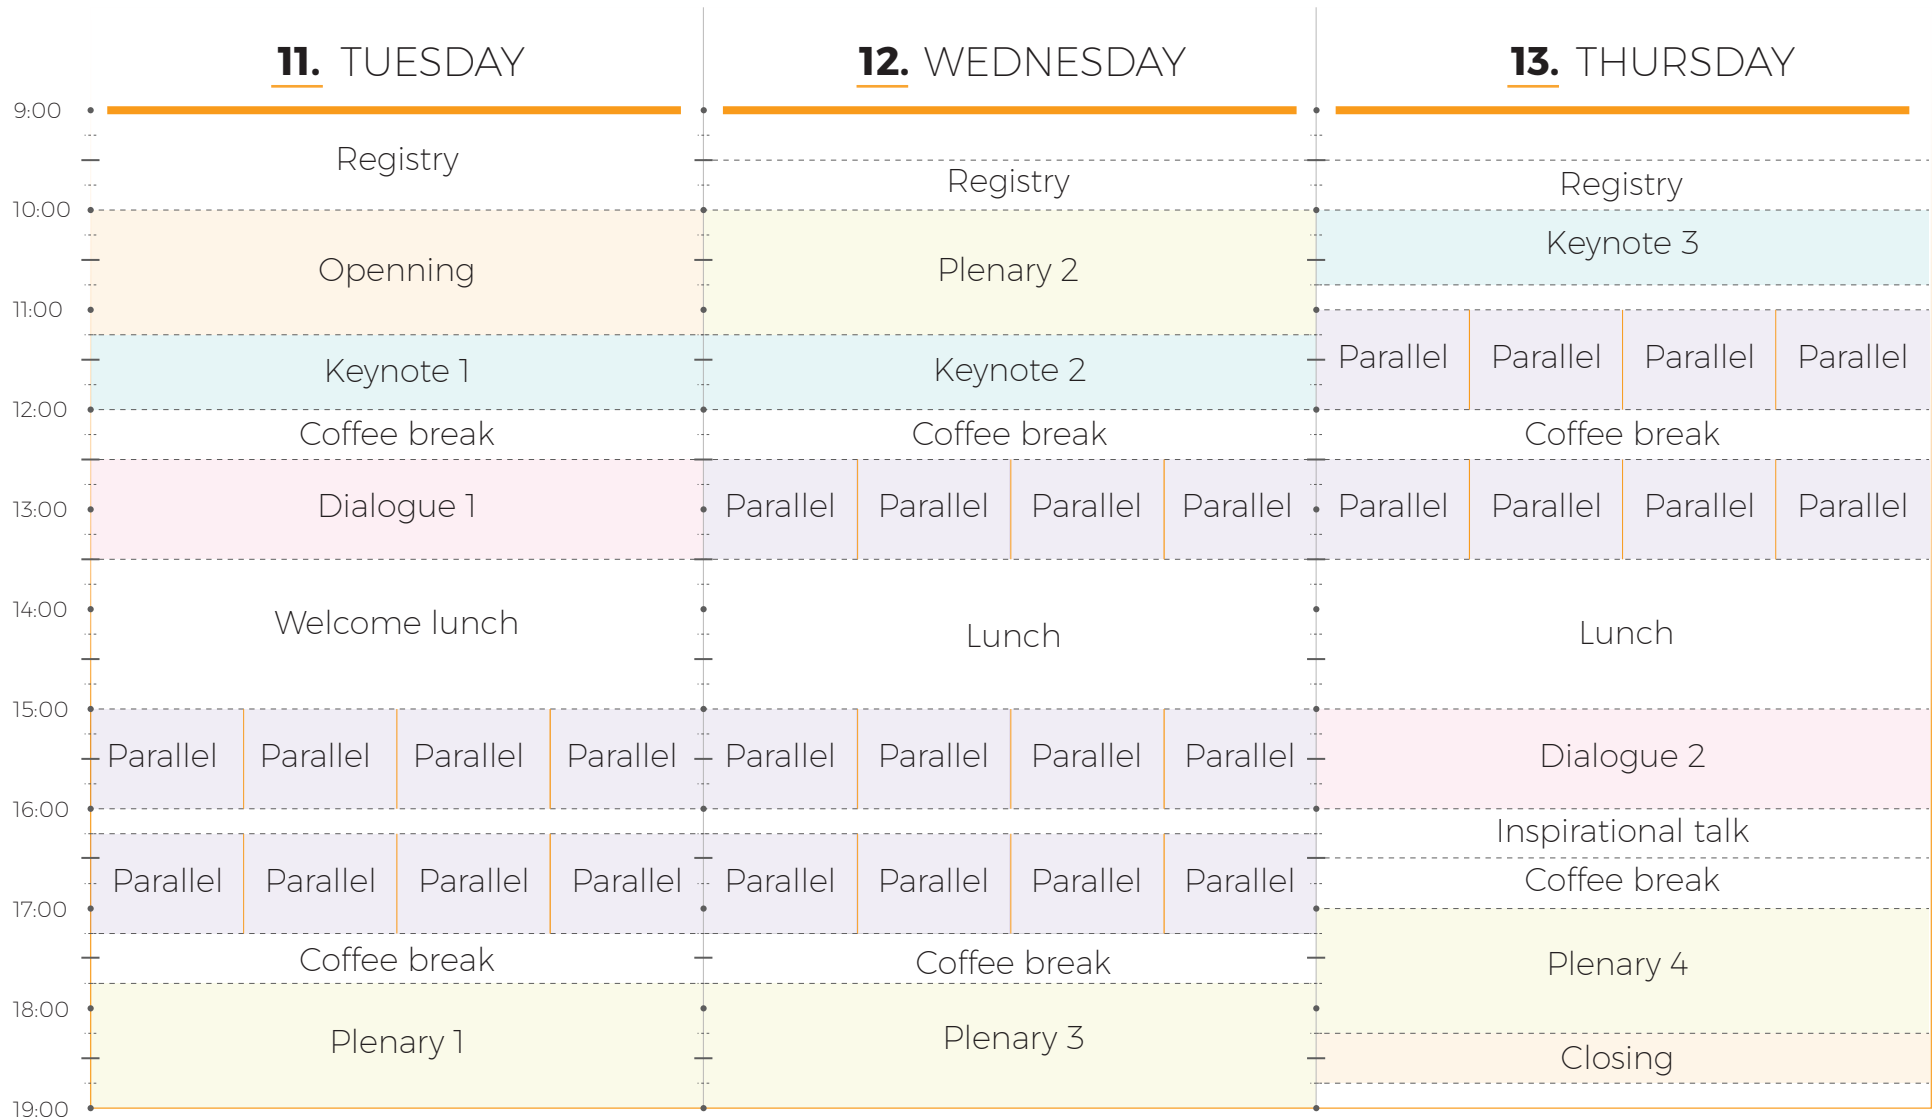 11. TUESDAY 12. WEDNESDAY 13. THURSDAY
9:00
Registry Registry Registry
10:00
Openning Plenary 2 Keynote 3
11:00
Keynote 1 Keynote 2 Parallel Parallel Parallel Parallel
12:00
Coffee break Coffee break Coffee break
13:00 Dialogue 1 Parallel Parallel Parallel Parallel Parallel Parallel Parallel Parallel
14:00
Welcome lunch Lunch Lunch
15:00
Parallel Parallel Parallel Parallel Parallel Parallel Parallel Parallel Dialogue 2
16:00
Inspirational talk
Parallel Parallel Parallel Parallel Parallel Parallel Parallel Parallel Coffee break
17:00
Coffee break Coffee break Plenary 4
18:00
Plenary 1 Plenary 3 Closing
19:00